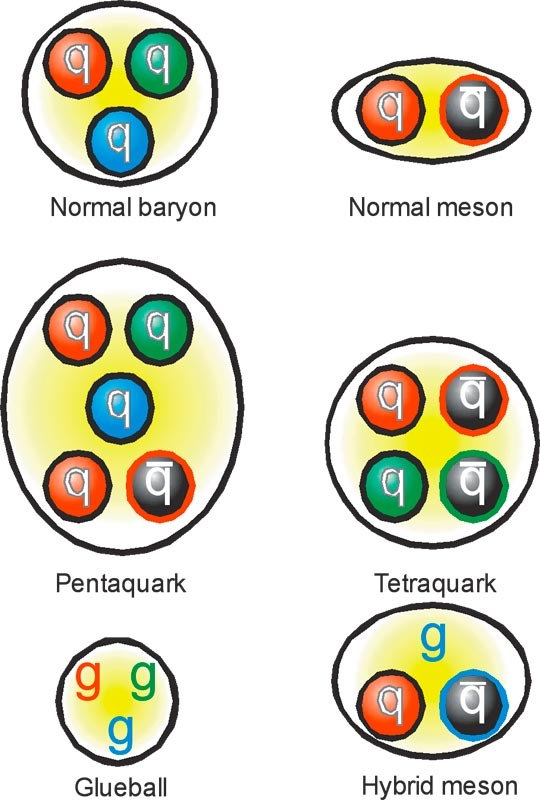 q q
q
Normal baryon
q q̅
Normal meson
q q
q
q q̅
Pentaquark
q q̅
q q̅
Tetraquark
g g
g
Glueball
g
q q̅
Hybrid meson